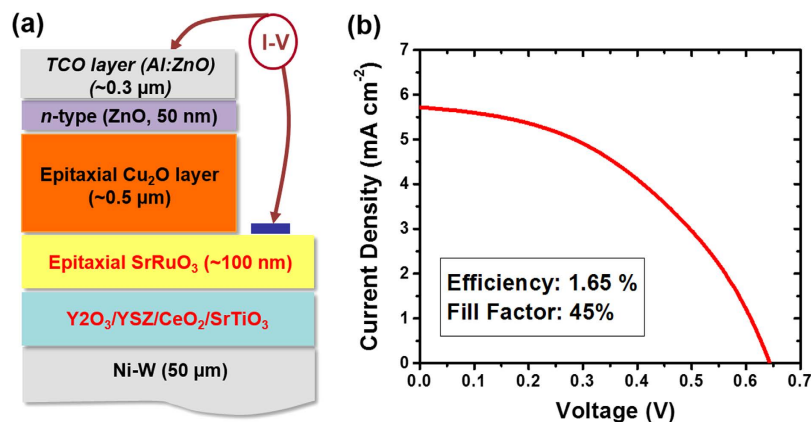 (a)
I-V
TCO layer (Al:ZnO)
(~0.3 μm)
n-type (ZnO, 50 nm)
Epitaxial Cu₂O layer
(~0.5 μm)
Epitaxial SrRuO₃ (~100 nm)
Y2O₃/YSZ/CeO₂/SrTiO₃
Ni-W (50 μm)
(b)
Current Density (mA cm⁻²)
7
6
5
4
3
2
1
0
Efficiency: 1.65 %
Fill Factor: 45%
0.0 0.1 0.2 0.3 0.4 0.5 0.6 0.7
Voltage (V)